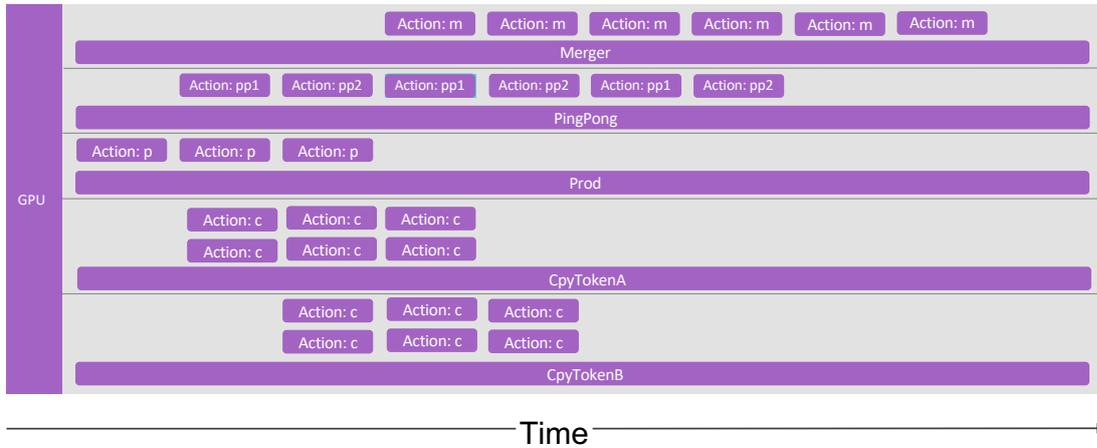 Action: m Action: m Action: m Action: m Action: m Action: m
Merger
Action: pp1 Action: pp2 Action: pp1 Action: pp2 Action: pp1 Action: pp2
PingPong
Action: p Action: p Action: p
Prod
GPU
Action: c Action: c Action: c
Action: c Action: c Action: c
CpyTokenA
Action: c Action: c Action: c
Action: c Action: c Action: c
CpyTokenB
Time